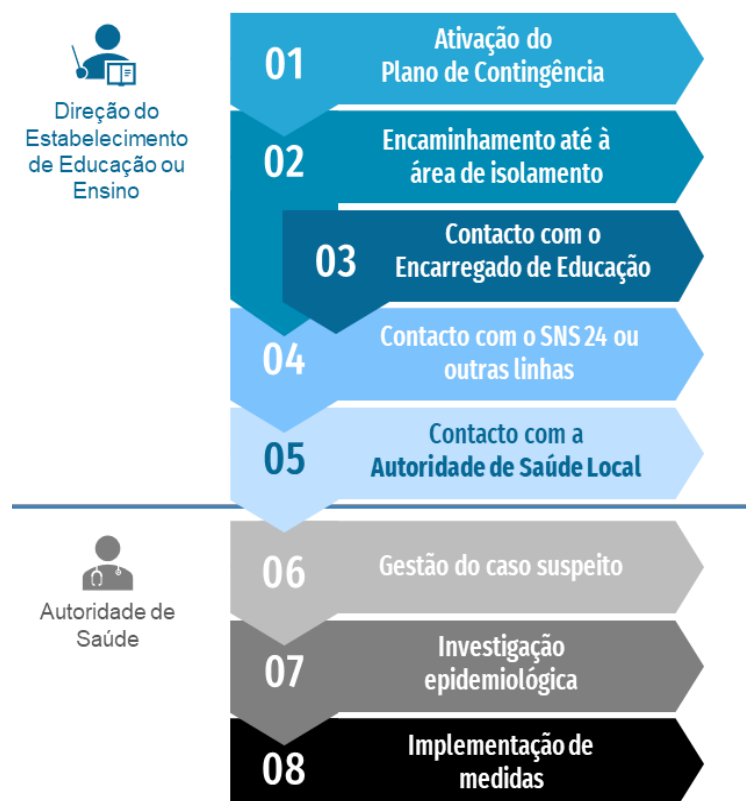 Direção do
Estabelecimento
de Educação ou
Ensino
01
Ativação do
Plano de Contingência
02
Encaminhamento até à
área de isolamento
03
Contacto com o
Encarregado de Educação
04
Contacto com o SNS 24 ou
outras linhas
05
Contacto com a
Autoridade de Saúde Local
Autoridade de
Saúde
06
Gestão do caso suspeito
07
Investigação
epidemiológica
08
Implementação de
medidas